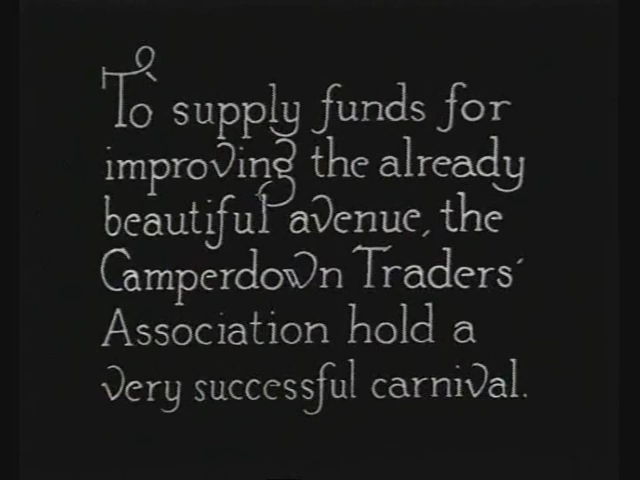 To supply funds for
improving the already
beautiful avenue, the
Camperdown Traders'
Association hold a
very successful carnival.